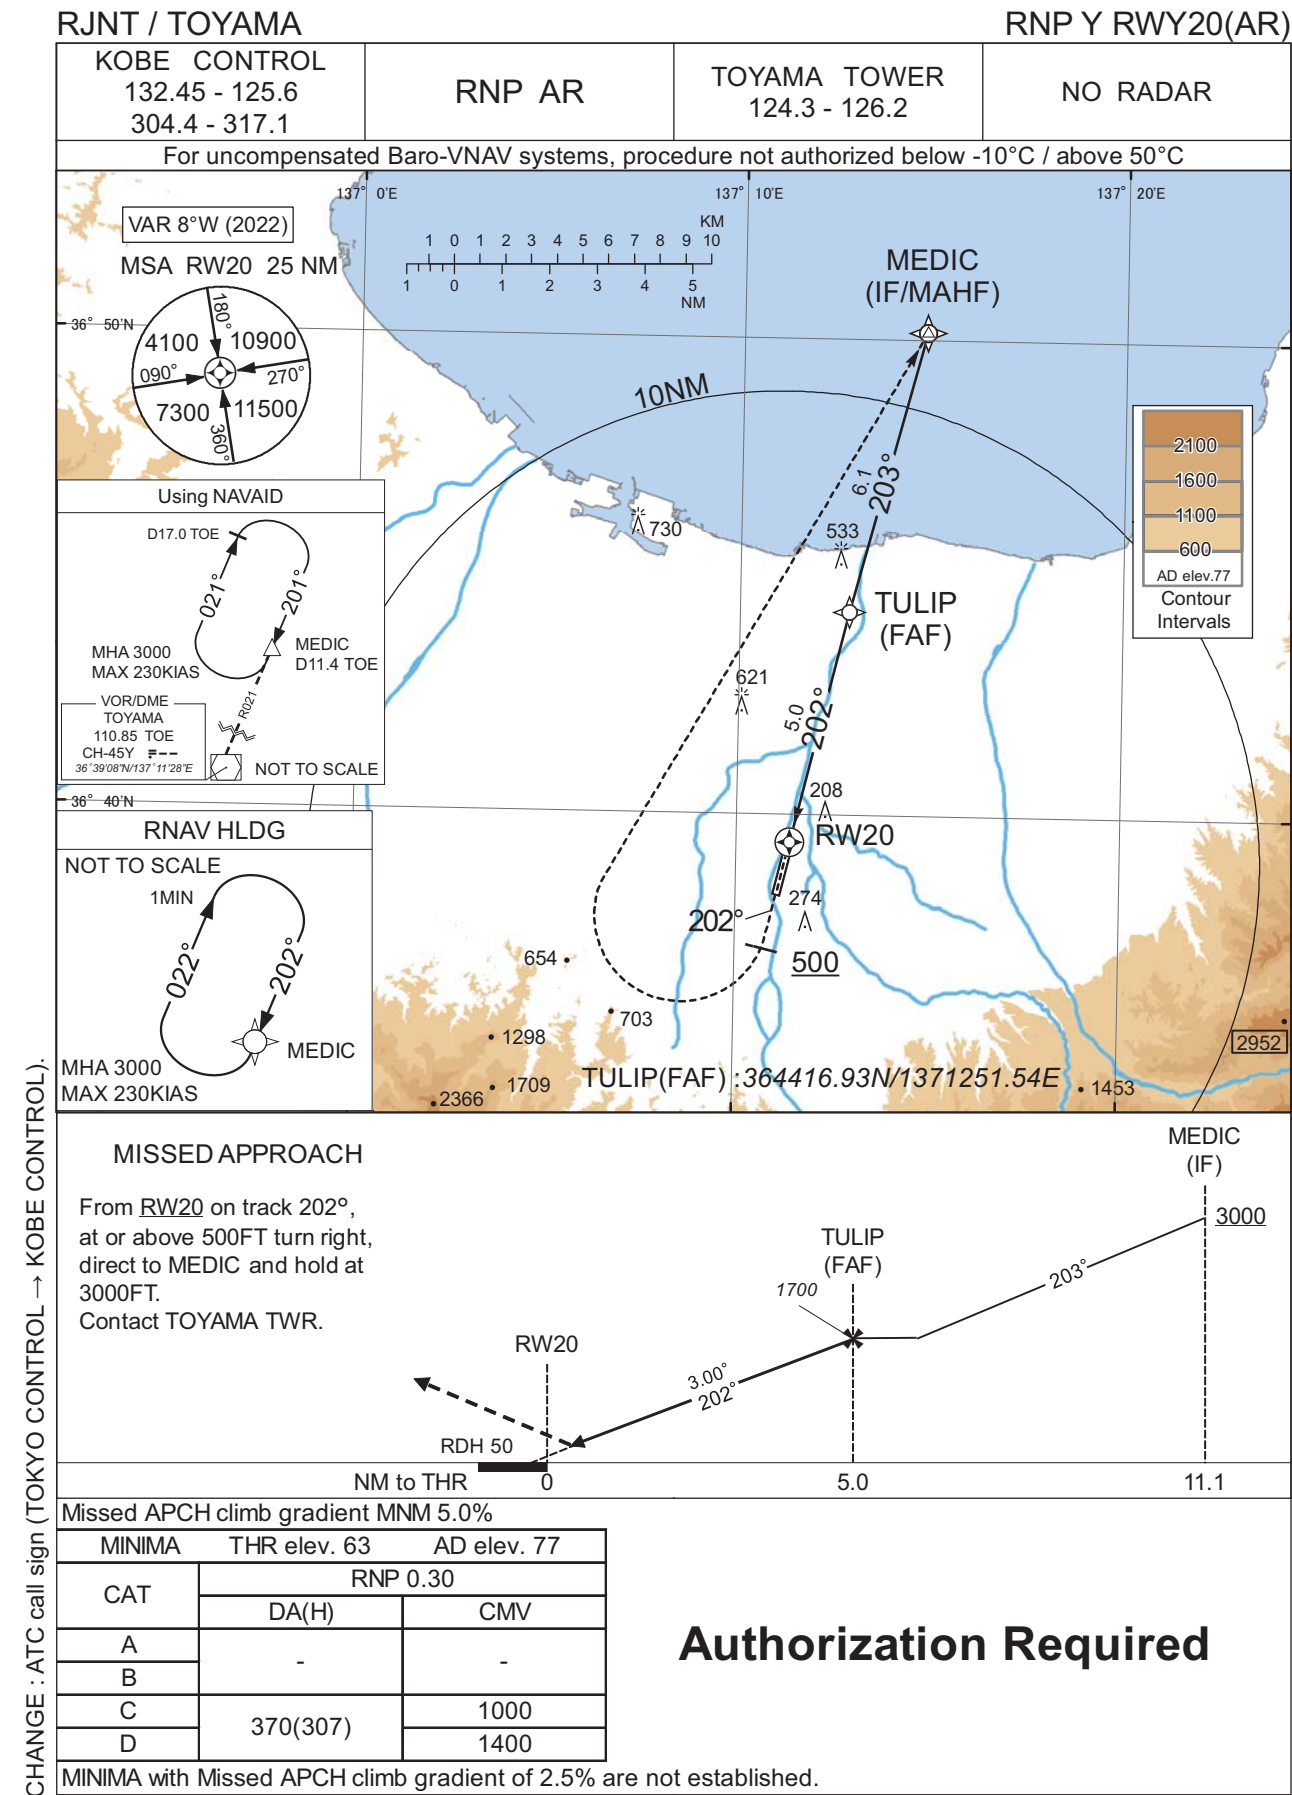 RJNT / TOYAMA
RNP Y RWY20(AR)
KOBE CONTROL
132.45 - 125.6
304.4 - 317.1
RNP AR
TOYAMA TOWER
124.3 - 126.2
NO RADAR
For uncompensated Baro-VNAV systems, procedure not authorized below -10°C / above 50°C
137° 0'E
137° 10'E
137° 20'E
VAR 8°W (2022)
MSA RW20 25 NM
180°
4100
10900
090°
270°
7300
11500
360°
KM
1 0 1 2 3 4 5 6 7 8 9 10
1 0 1 2 3 4 5
NM
36° 50'N
MEDIC
(IF/MAHF)
10NM
6.1
203°
730
533
2100
1600
1100
600
AD elev.77
Contour
Intervals
Using NAVAID
D17.0 TOE
021°
201°
MHA 3000
MAX 230KIAS
MEDIC
D11.4 TOE
R021
VOR/DME
TOYAMA
110.85 TOE
CH-45Y
36°39'08"N/137°11'28"E
NOT TO SCALE
TULIP
(FAF)
621
5.0
202°
36° 40'N
208
RW20
RNAV HLDG
NOT TO SCALE
1MIN
022°
202°
MEDIC
MHA 3000
MAX 230KIAS
274
202°
500
654
703
1298
1709
2366
2952
1453
TULIP(FAF) :364416.93N/1371251.54E
MISSED APPROACH
From RW20 on track 202°,
at or above 500FT turn right,
direct to MEDIC and hold at
3000FT.
Contact TOYAMA TWR.
MEDIC
(IF)
3000
TULIP
(FAF)
1700
203°
RW20
3.00°
202°
RDH 50
NM to THR
0
5.0
11.1
Missed APCH climb gradient MNM 5.0%
MINIMA THR elev. 63 AD elev. 77
CAT
RNP 0.30
DA(H)
CMV
A
B
-
-
C
D
370(307)
1000
1400
MINIMA with Missed APCH climb gradient of 2.5% are not established.
Authorization Required
CHANGE : ATC call sign (TOKYO CONTROL → KOBE CONTROL).